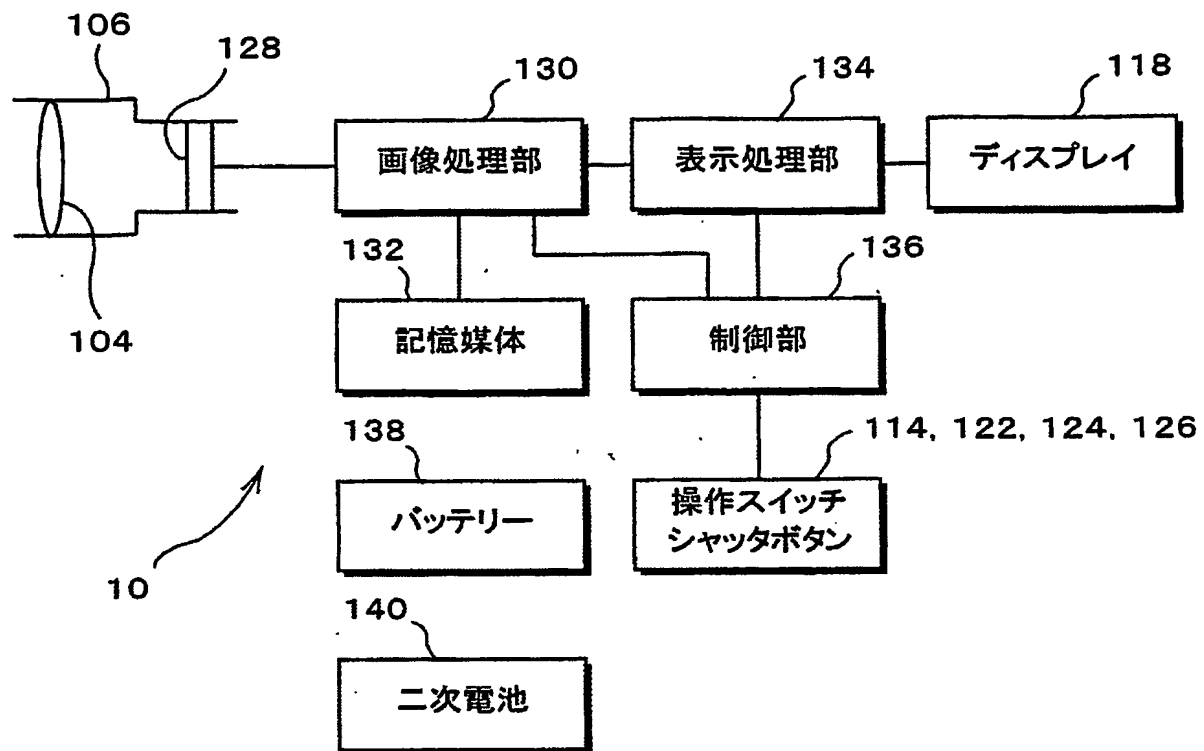 106
128
130
134
118
画像処理部
表示処理部
ディスプレイ
132
136
104
記憶媒体
制御部
138
114, 122, 124, 126
バッテリー
操作スイッチ
シャッタボタン
10
140
二次電池